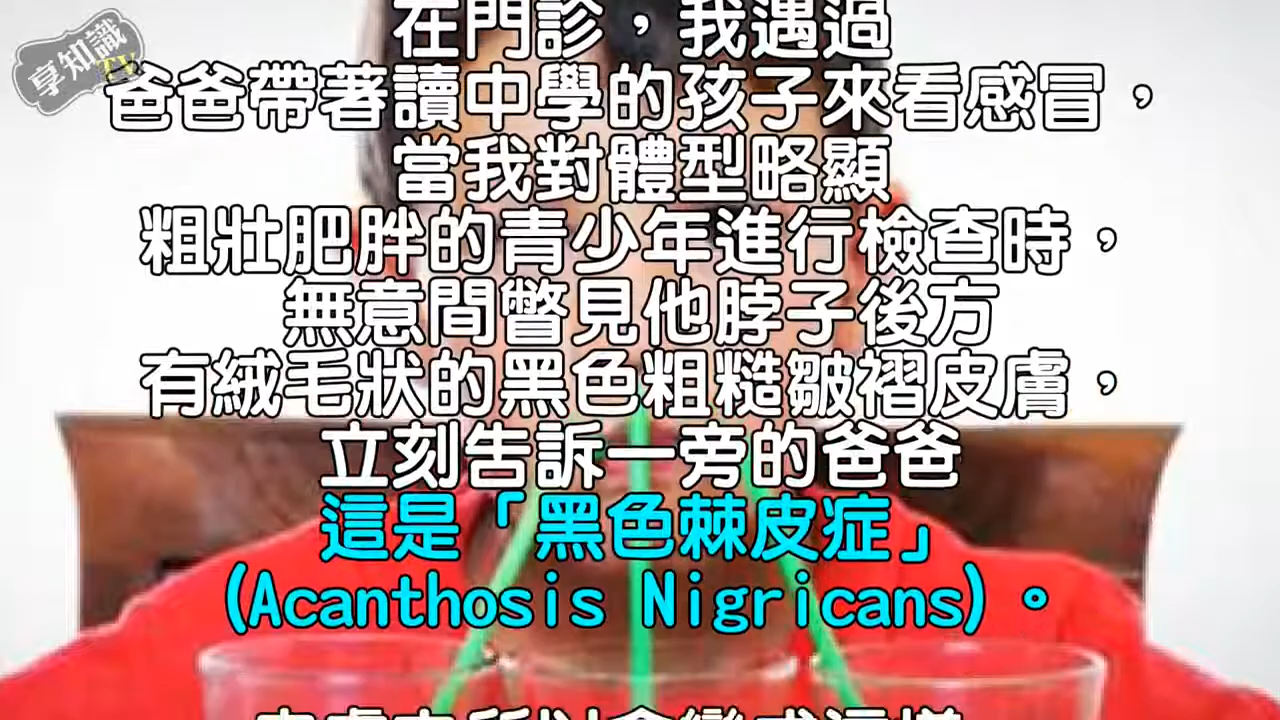 享知識
TV
在門診，我遇過
爸爸帶著讀中學的孩子來看感冒，
當我對體型略顯
粗壯肥胖的青少年進行檢查時，
無意間瞥見他脖子後方
有絨毛狀的黑色粗糙皺褶皮膚，
立刻告訴一旁的爸爸
這是「黑色棘皮症」
(Acanthosis Nigricans)。